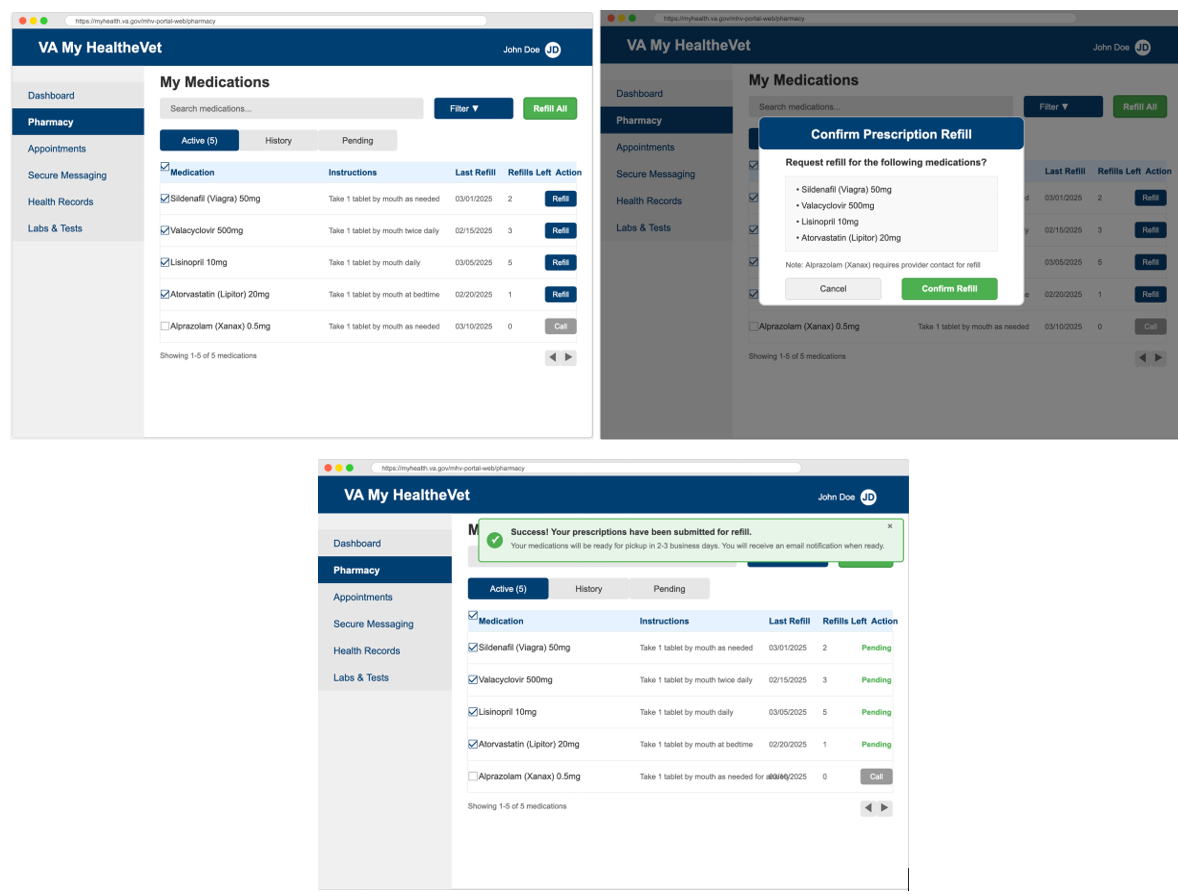 https://myhealth.va.gov/mhv-portal-web/pharmacy
VA My HealtheVet
John Doe JD
Dashboard
Pharmacy
Appointments
Secure Messaging
Health Records
Labs & Tests
My Medications
Search medications...
Filter ▼
Refill All
Active (5) History Pending
Medication Instructions Last Refill Refills Left Action
Sildenafil (Viagra) 50mg Take 1 tablet by mouth as needed 03/01/2025 2 Refill
Valacyclovir 500mg Take 1 tablet by mouth twice daily 02/15/2025 3 Refill
Lisinopril 10mg Take 1 tablet by mouth daily 03/05/2025 5 Refill
Atorvastatin (Lipitor) 20mg Take 1 tablet by mouth at bedtime 02/20/2025 1 Refill
Alprazolam (Xanax) 0.5mg Take 1 tablet by mouth as needed 03/10/2025 0 Call
Showing 1-5 of 5 medications
https://myhealth.va.gov/mhv-portal-web/pharmacy
VA My HealtheVet
John Doe JD
Dashboard
Pharmacy
Appointments
Secure Messaging
Health Records
Labs & Tests
My Medications
Search medications...
Filter ▼
Refill All
Confirm Prescription Refill
Request refill for the following medications?
• Sildenafil (Viagra) 50mg
• Valacyclovir 500mg
• Lisinopril 10mg
• Atorvastatin (Lipitor) 20mg
Note: Alprazolam (Xanax) requires provider contact for refill
Cancel
Confirm Refill
Last Refill Refills Left Action
d 03/01/2025 2 Refill
y 02/15/2025 3 Refill
03/05/2025 5 Refill
e 02/20/2025 1 Refill
Alprazolam (Xanax) 0.5mg Take 1 tablet by mouth as needed 03/10/2025 0 Call
Showing 1-5 of 5 medications
https://myhealth.va.gov/mhv-portal-web/pharmacy
VA My HealtheVet
John Doe JD
Dashboard
Pharmacy
Appointments
Secure Messaging
Health Records
Labs & Tests
M
Success! Your prescriptions have been submitted for refill. ×
Your medications will be ready for pickup in 2-3 business days. You will receive an email notification when ready.
Active (5) History Pending
Medication Instructions Last Refill Refills Left Action
Sildenafil (Viagra) 50mg Take 1 tablet by mouth as needed 03/01/2025 2 Pending
Valacyclovir 500mg Take 1 tablet by mouth twice daily 02/15/2025 3 Pending
Lisinopril 10mg Take 1 tablet by mouth daily 03/05/2025 5 Pending
Atorvastatin (Lipitor) 20mg Take 1 tablet by mouth at bedtime 02/20/2025 1 Pending
Alprazolam (Xanax) 0.5mg Take 1 tablet by mouth as needed for 03/10/2025 0 Call
Showing 1-5 of 5 medications